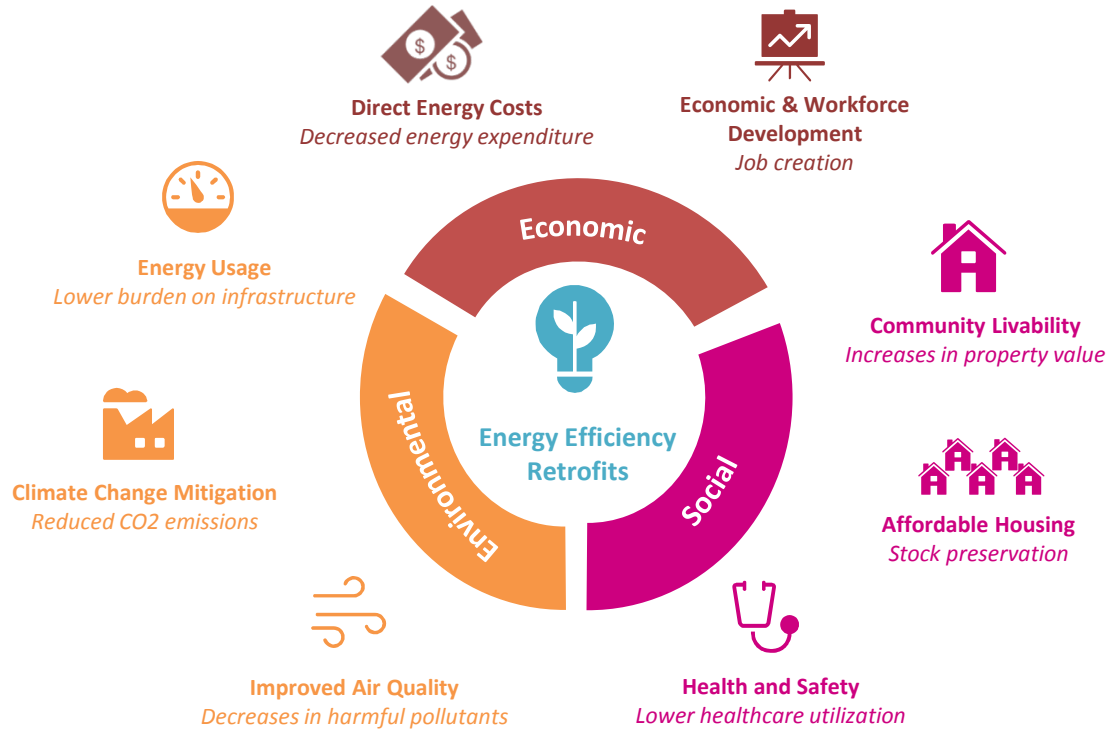 Direct Energy Costs
Decreased energy expenditure
Economic & Workforce
Development
Job creation
Energy Usage
Lower burden on infrastructure
Economic
Community Livability
Increases in property value
Climate Change Mitigation
Reduced CO2 emissions
Environmental
Energy Efficiency
Retrofits
Social
Affordable Housing
Stock preservation
Improved Air Quality
Decreases in harmful pollutants
Health and Safety
Lower healthcare utilization
$
$